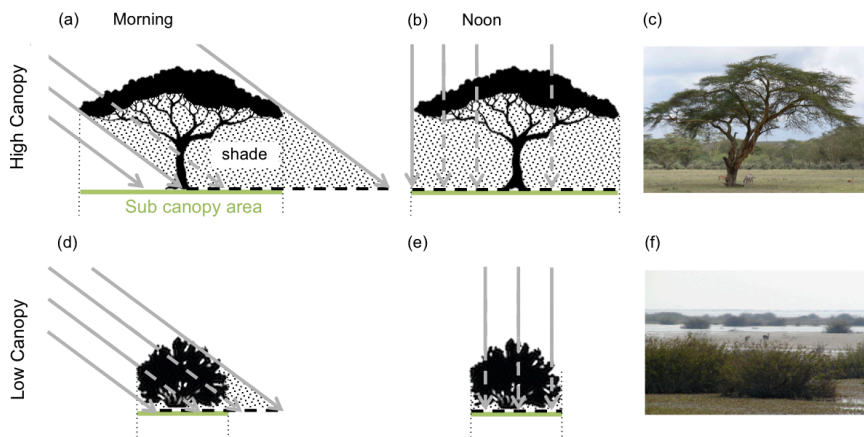 (a) Morning
(b) Noon
(c)
High Canopy
shade
Sub canopy area
(d)
(e)
(f)
Low Canopy